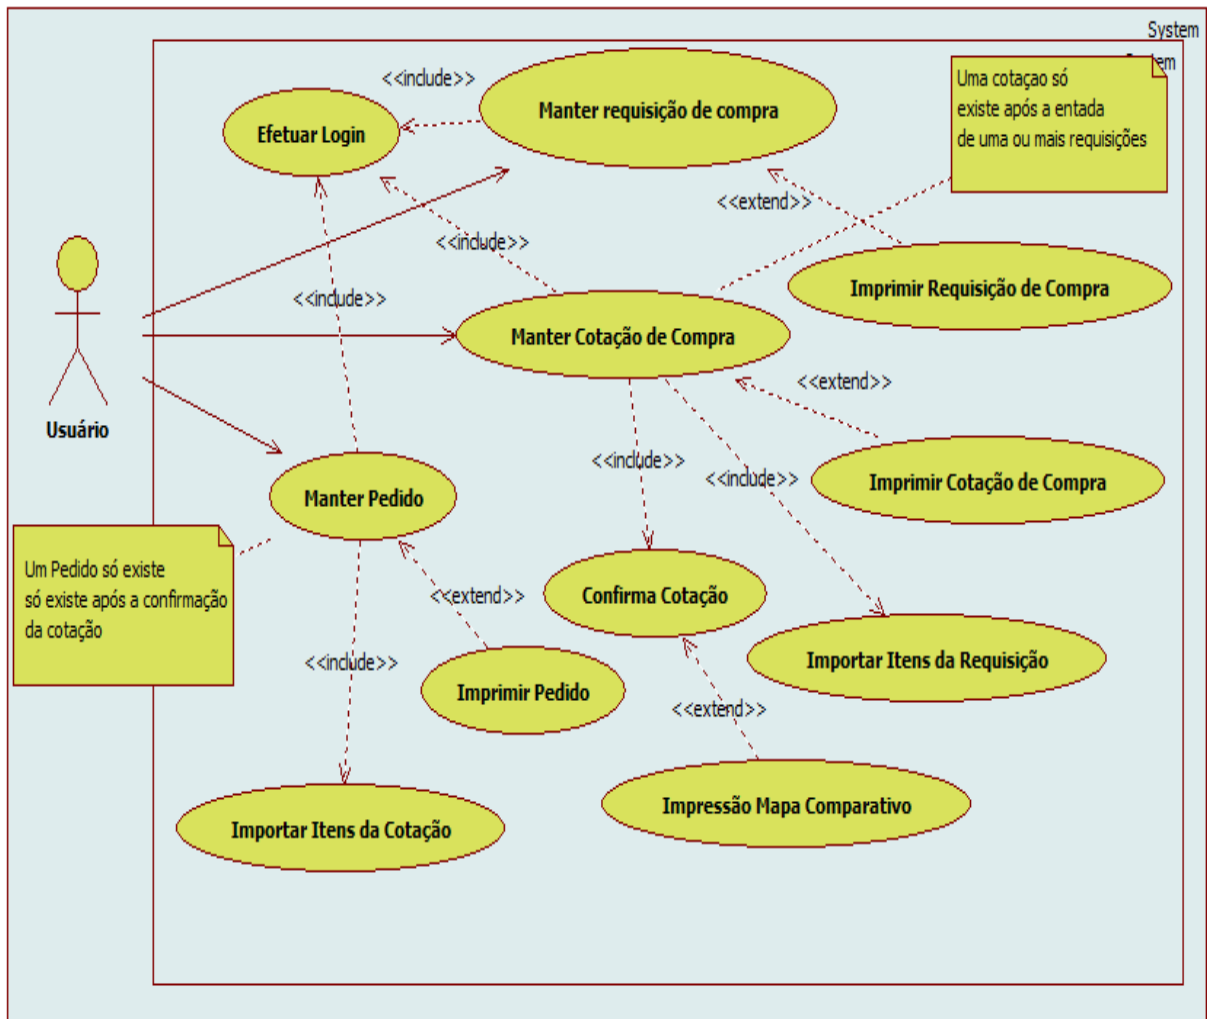 System
System
Uma cotaçao só
existe após a entada
de uma ou mais requisições
<<include>>
Manter requisição de compra
Efetuar Login
<<extend>>
<<include>>
Imprimir Requisição de Compra
<<include>>
Manter Cotação de Compra
<<extend>>
Usuário
<<include>>
<<include>>
Imprimir Cotação de Compra
Manter Pedido
Um Pedido só existe
só existe após a confirmação
da cotação
<<extend>>
Confirma Cotação
<<include>>
Importar Itens da Requisição
Imprimir Pedido
<<extend>>
Impressão Mapa Comparativo
Importar Itens da Cotação